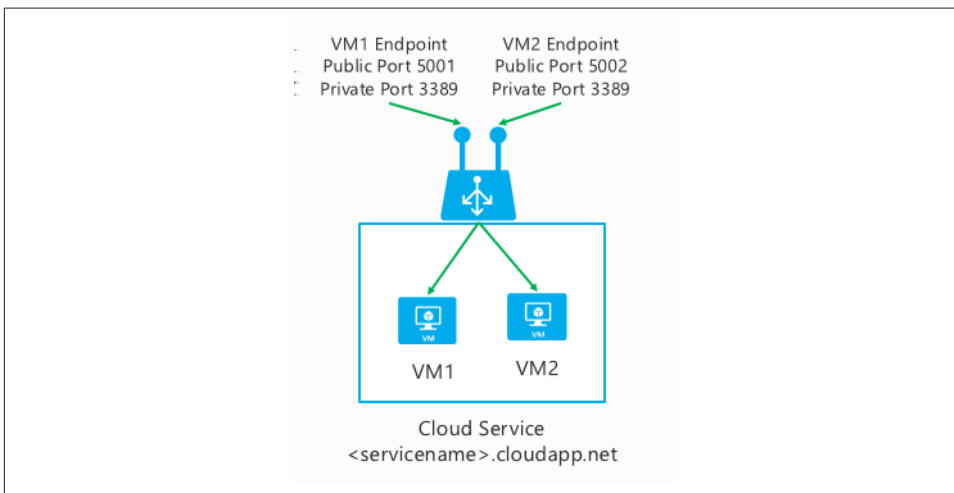 VM1 Endpoint
Public Port 5001
Private Port 3389
VM2 Endpoint
Public Port 5002
Private Port 3389
VM
VM
VM1
VM2
Cloud Service
<servicename>.cloudapp.net